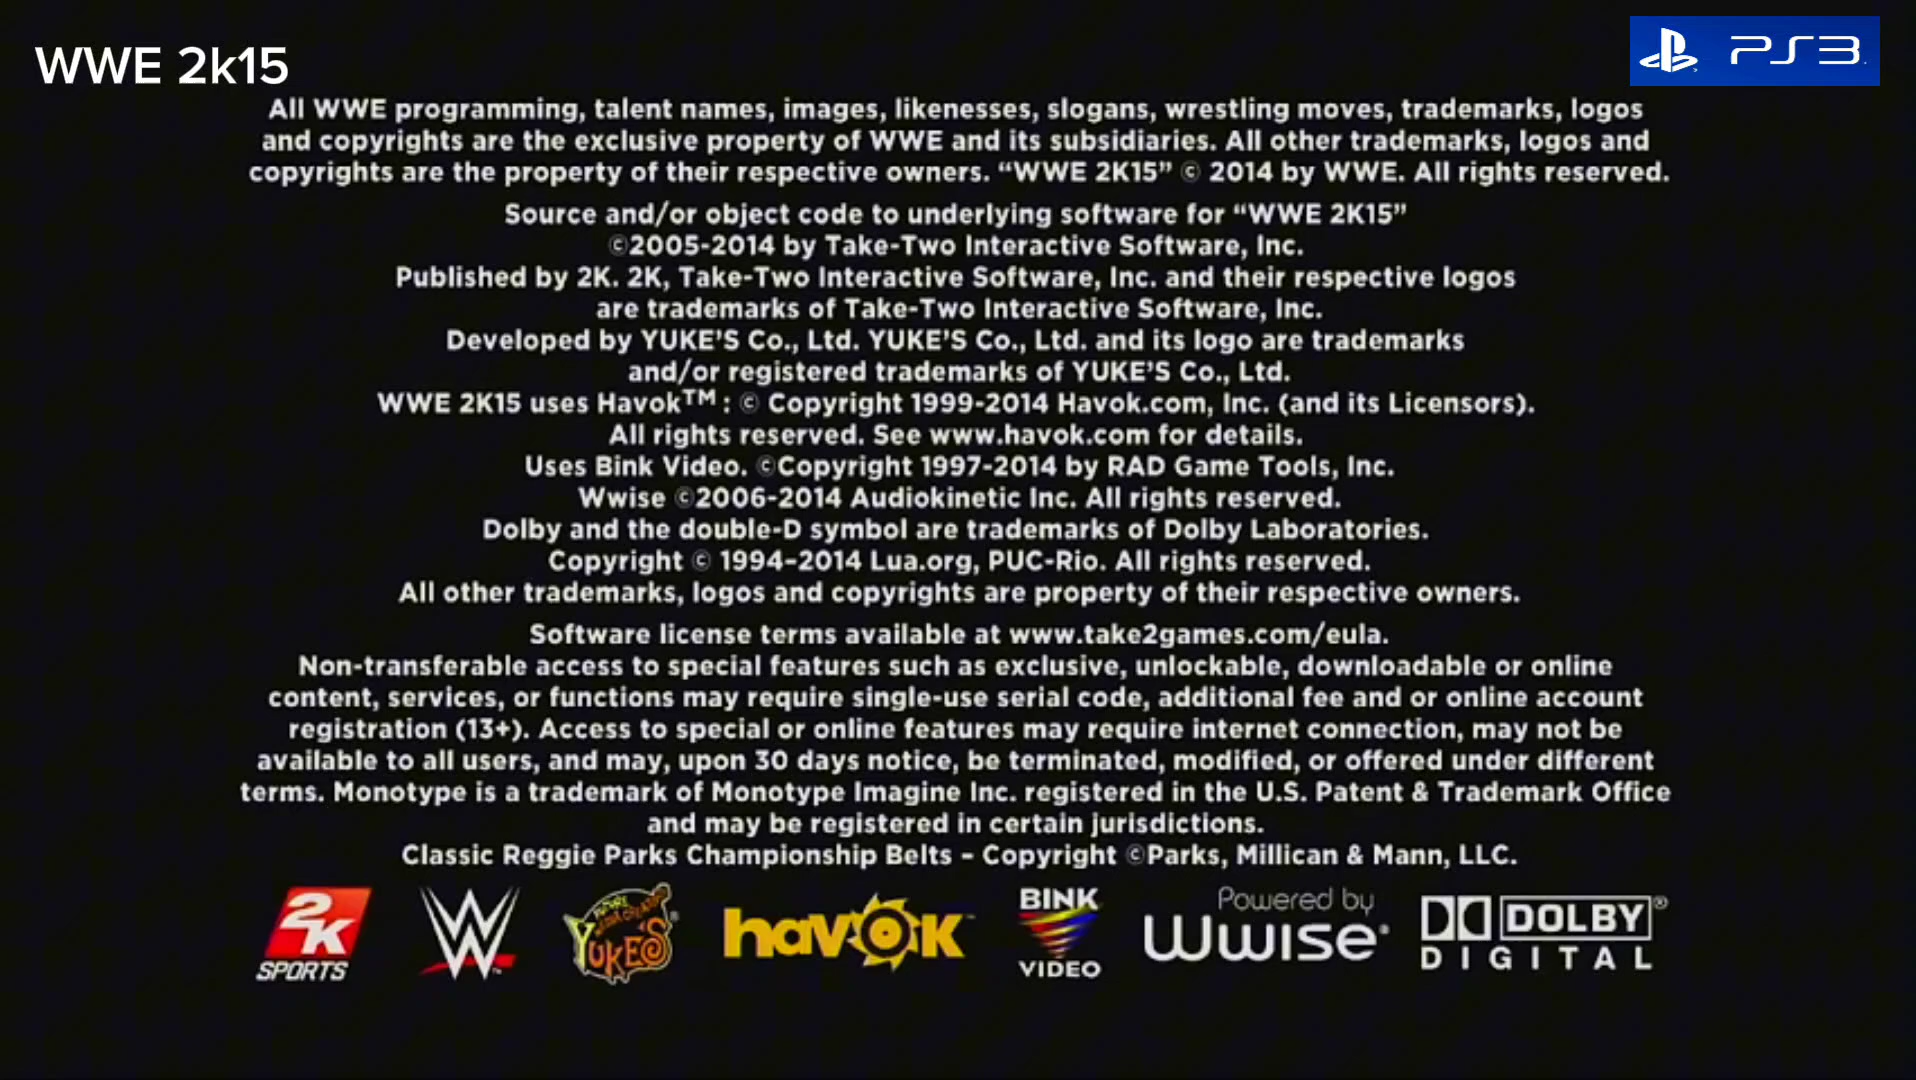 WWE 2k15
PS3
All WWE programming, talent names, images, likenesses, slogans, wrestling moves, trademarks, logos
and copyrights are the exclusive property of WWE and its subsidiaries. All other trademarks, logos and
copyrights are the property of their respective owners. “WWE 2K15” © 2014 by WWE. All rights reserved.
Source and/or object code to underlying software for “WWE 2K15”
©2005-2014 by Take-Two Interactive Software, Inc.
Published by 2K. 2K, Take-Two Interactive Software, Inc. and their respective logos
are trademarks of Take-Two Interactive Software, Inc.
Developed by YUKE’S Co., Ltd. YUKE’S Co., Ltd. and its logo are trademarks
and/or registered trademarks of YUKE’S Co., Ltd.
WWE 2K15 uses Havok™ : © Copyright 1999-2014 Havok.com, Inc. (and its Licensors).
All rights reserved. See www.havok.com for details.
Uses Bink Video. ©Copyright 1997-2014 by RAD Game Tools, Inc.
Wwise ©2006-2014 Audiokinetic Inc. All rights reserved.
Dolby and the double-D symbol are trademarks of Dolby Laboratories.
Copyright © 1994–2014 Lua.org, PUC-Rio. All rights reserved.
All other trademarks, logos and copyrights are property of their respective owners.
Software license terms available at www.take2games.com/eula.
Non-transferable access to special features such as exclusive, unlockable, downloadable or online
content, services, or functions may require single-use serial code, additional fee and or online account
registration (13+). Access to special or online features may require internet connection, may not be
available to all users, and may, upon 30 days notice, be terminated, modified, or offered under different
terms. Monotype is a trademark of Monotype Imagine Inc. registered in the U.S. Patent & Trademark Office
and may be registered in certain jurisdictions.
Classic Reggie Parks Championship Belts – Copyright ©Parks, Millican & Mann, LLC.
2K
SPORTS
W
YUKE'S
havok
BINK
VIDEO
Powered by
Wwise
DOLBY
DIGITAL